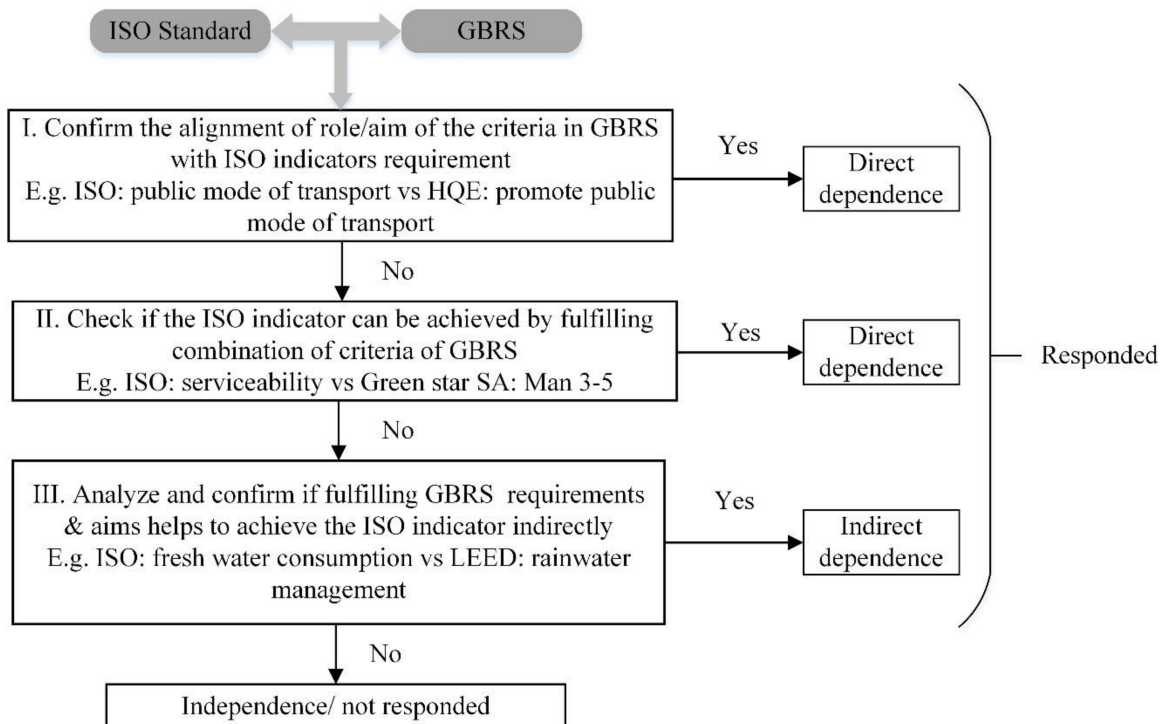 ISO Standard
GBRS
I. Confirm the alignment of role/aim of the criteria in GBRS
with ISO indicators requirement
E.g. ISO: public mode of transport vs HQE: promote public
mode of transport
Yes
Direct
dependence
No
II. Check if the ISO indicator can be achieved by fulfilling
combination of criteria of GBRS
E.g. ISO: serviceability vs Green star SA: Man 3-5
Yes
Direct
dependence
Responded
No
III. Analyze and confirm if fulfilling GBRS requirements
& aims helps to achieve the ISO indicator indirectly
E.g. ISO: fresh water consumption vs LEED: rainwater
management
Yes
Indirect
dependence
No
Independence/ not responded